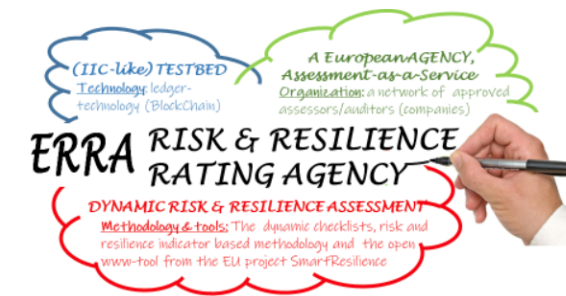 (IIC-like) TESTBED
Technology: ledger-
technology (BlockChain)
A European AGENCY,
Assessment-as-a-Service
Organization: a network of approved
assessors/auditors (companies)
ERRA RISK & RESILIENCE
RATING AGENCY
DYNAMIC RISK & RESILIENCE ASSESSMENT
Methodology & tools: The dynamic checklists, risk and
resilience indicator based methodology and the open
www-tool from the EU project SmartResilience